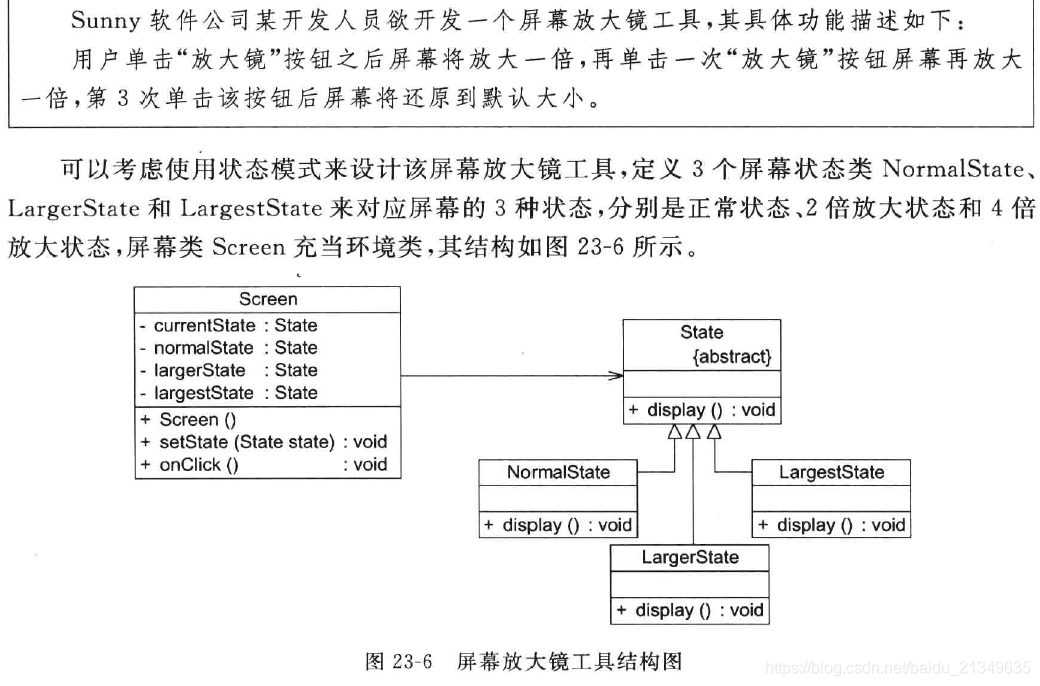 Sunny 软件公司某开发人员欲开发一个屏幕放大镜工具,其具体功能描述如下:
用户单击“放大镜”按钮之后屏幕将放大一倍,再单击一次“放大镜”按钮屏幕再放大
一倍,第 3 次单击该按钮后屏幕将还原到默认大小。
可以考虑使用状态模式来设计该屏幕放大镜工具,定义 3 个屏幕状态类 NormalState、
LargerState 和 LargestState 来对应屏幕的 3 种状态,分别是正常状态、2 倍放大状态和 4 倍
放大状态,屏幕类 Screen 充当环境类,其结构如图 23-6 所示。
Screen
- currentState : State
- normalState : State
- largerState : State
- largestState : State
+ Screen ()
+ setState (State state) : void
+ onClick () : void
State
{abstract}
+ display () : void
NormalState
+ display () : void
LargestState
+ display () : void
LargerState
+ display () : void
图 23-6 屏幕放大镜工具结构图
https://blog.csdn.net/baidu_21349635